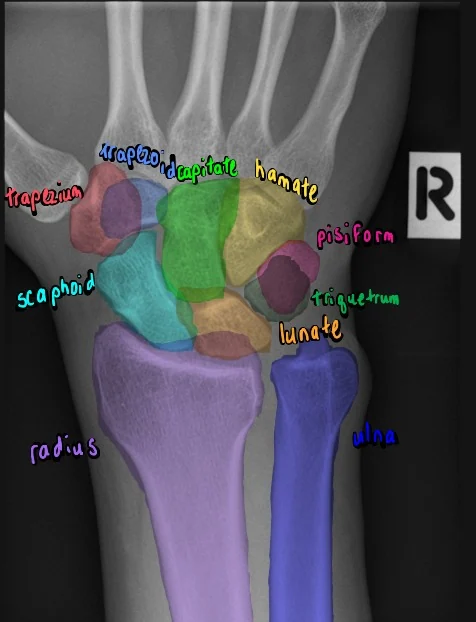 trapezoid
capitate
hamate
trapezium
R
pisiform
scaphoid
triquetrum
lunate
radius
ulna